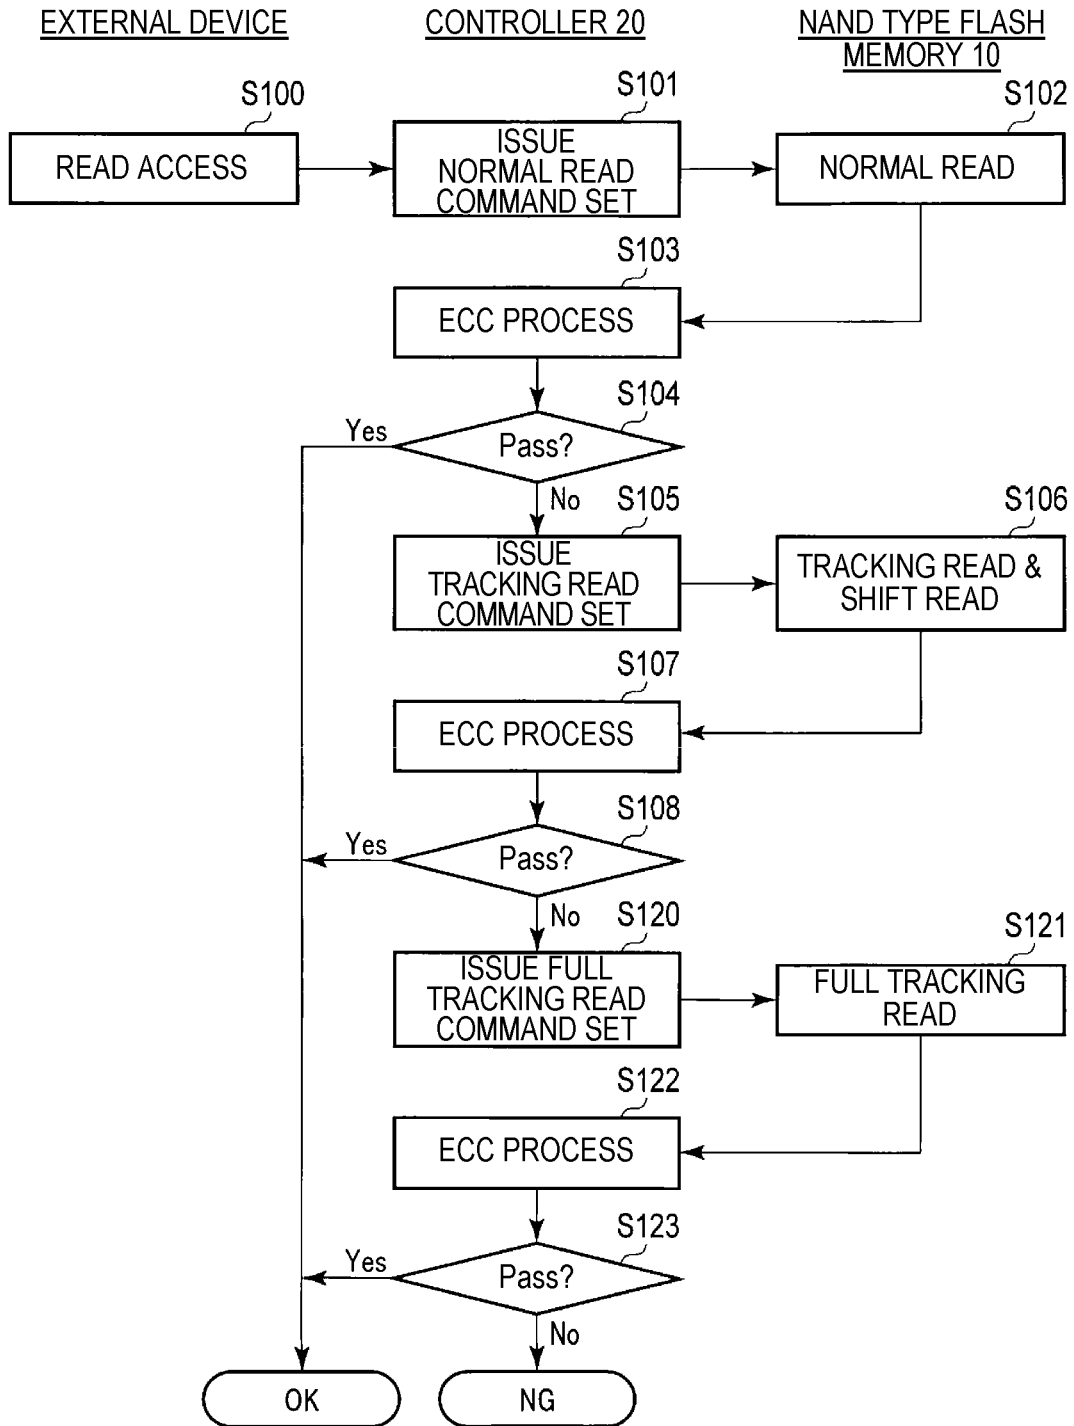 EXTERNAL DEVICE
CONTROLLER 20
NAND TYPE FLASH
MEMORY 10
S100
S101
S102
READ ACCESS
ISSUE
NORMAL READ
COMMAND SET
NORMAL READ
S103
ECC PROCESS
S104
Yes
Pass?
No
S105
S106
ISSUE
TRACKING READ
COMMAND SET
TRACKING READ &
SHIFT READ
S107
ECC PROCESS
S108
Yes
Pass?
No
S120
S121
ISSUE FULL
TRACKING READ
COMMAND SET
FULL TRACKING
READ
S122
ECC PROCESS
S123
Yes
Pass?
No
OK
NG